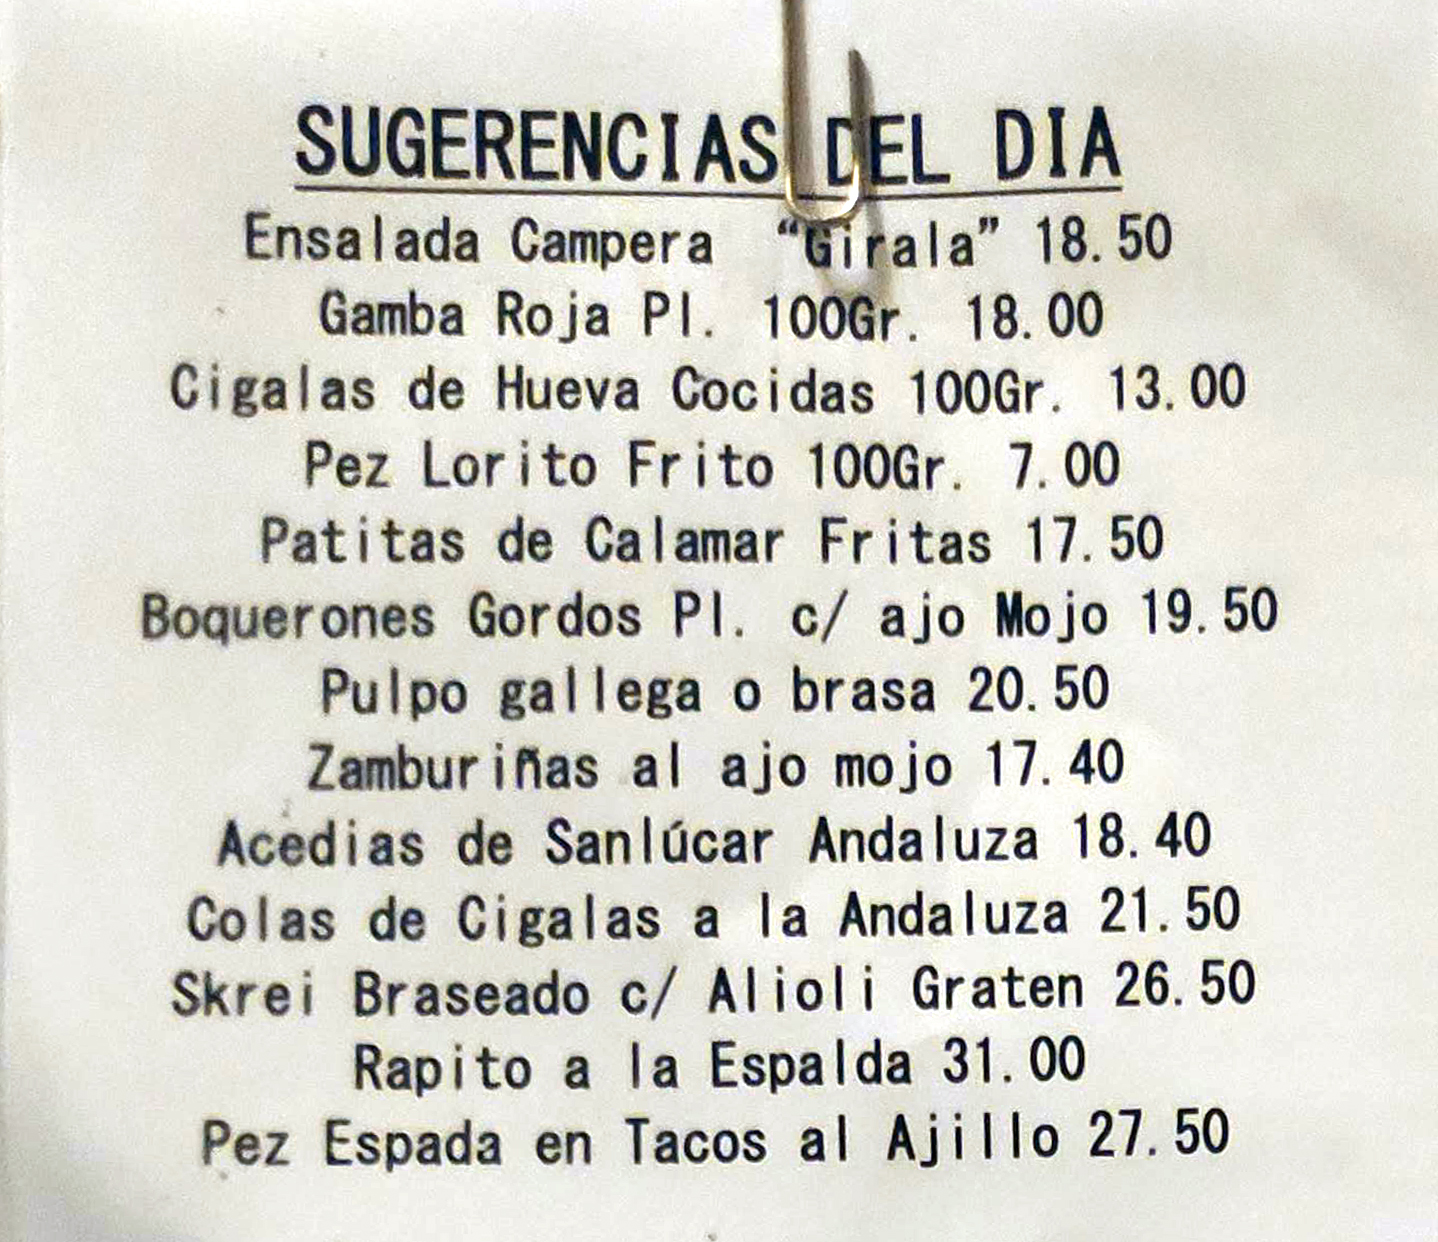 SUGERENCIAS DEL DIA
Ensalada Campera “Girala” 18.50
Gamba Roja Pl. 100Gr. 18.00
Cigalas de Hueva Cocidas 100Gr. 13.00
Pez Lorito Frito 100Gr. 7.00
Patitas de Calamar Fritas 17.50
Boquerones Gordos Pl. c/ ajo Mojo 19.50
Pulpo gallega o brasa 20.50
Zamburiñas al ajo mojo 17.40
Acedias de Sanlúcar Andaluza 18.40
Colas de Cigalas a la Andaluza 21.50
Skrei Braseado c/ Alioli Graten 26.50
Rapito a la Espalda 31.00
Pez Espada en Tacos al Ajillo 27.50